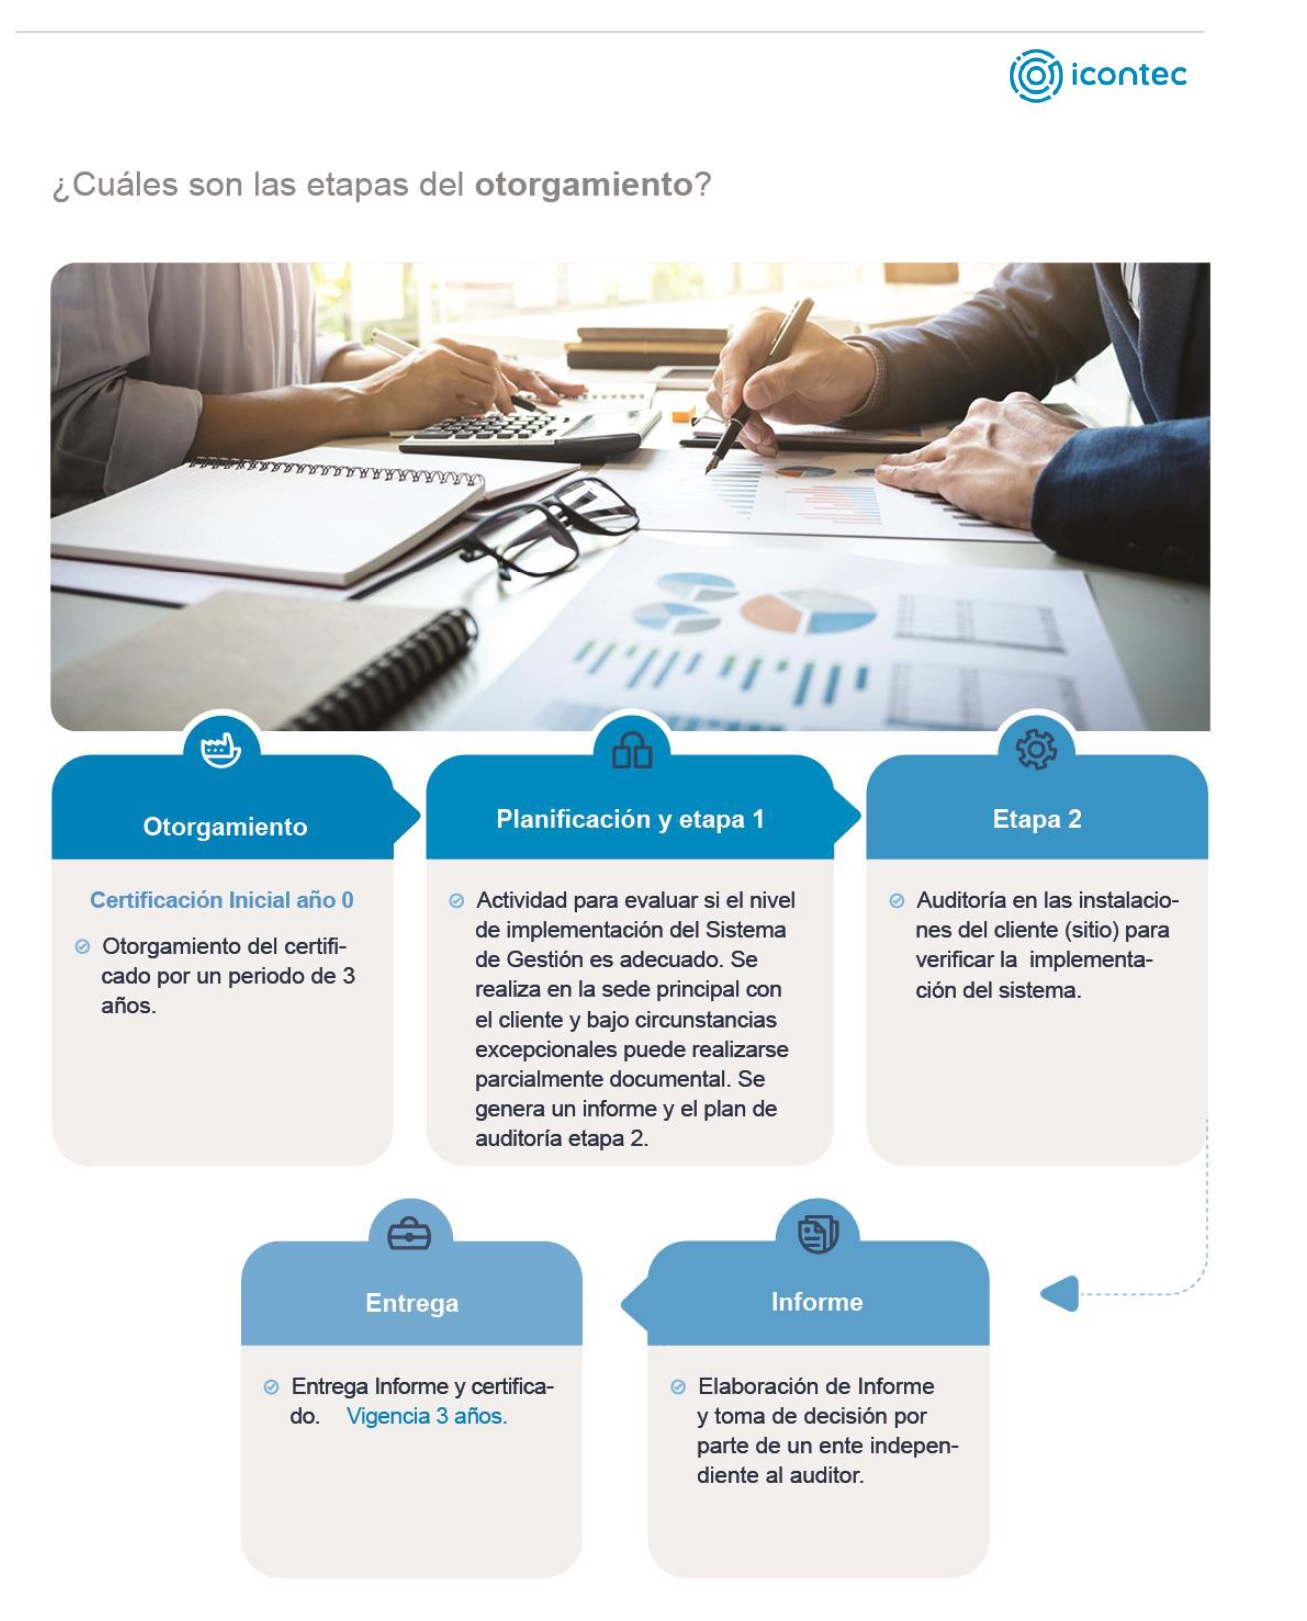 icontec
¿Cuáles son las etapas del otorgamiento?
Otorgamiento
Certificación Inicial año 0
Otorgamiento del certifi-
cado por un periodo de 3
años.
Planificación y etapa 1
Actividad para evaluar si el nivel
de implementación del Sistema
de Gestión es adecuado. Se
realiza en la sede principal con
el cliente y bajo circunstancias
excepcionales puede realizarse
parcialmente documental. Se
genera un informe y el plan de
auditoría etapa 2.
Etapa 2
Auditoría en las instalacio-
nes del cliente (sitio) para
verificar la implementa-
ción del sistema.
Informe
Elaboración de Informe
y toma de decisión por
parte de un ente indepen-
diente al auditor.
Entrega
Entrega Informe y certifica-
do. Vigencia 3 años.